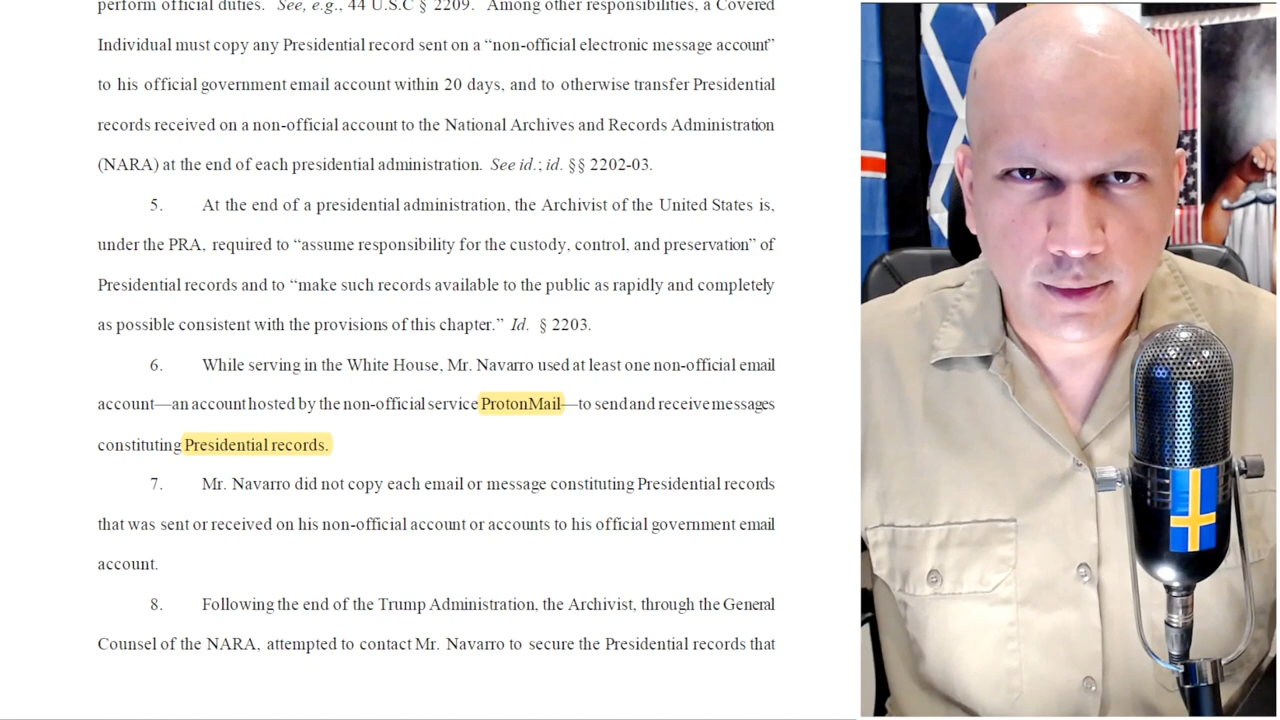 perform official duties. See, e.g., 44 U.S.C § 2209. Among other responsibilities, a Covered
Individual must copy any Presidential record sent on a “non-official electronic message account”
to his official government email account within 20 days, and to otherwise transfer Presidential
records received on a non-official account to the National Archives and Records Administration
(NARA) at the end of each presidential administration. See id.; id. §§ 2202-03.
5. At the end of a presidential administration, the Archivist of the United States is,
under the PRA, required to “assume responsibility for the custody, control, and preservation” of
Presidential records and to “make such records available to the public as rapidly and completely
as possible consistent with the provisions of this chapter.” Id. § 2203.
6. While serving in the White House, Mr. Navarro used at least one non-official email
account—an account hosted by the non-official service ProtonMail—to send and receive messages
constituting Presidential records.
7. Mr. Navarro did not copy each email or message constituting Presidential records
that was sent or received on his non-official account or accounts to his official government email
account.
8. Following the end of the Trump Administration, the Archivist, through the General
Counsel of the NARA, attempted to contact Mr. Navarro to secure the Presidential records that